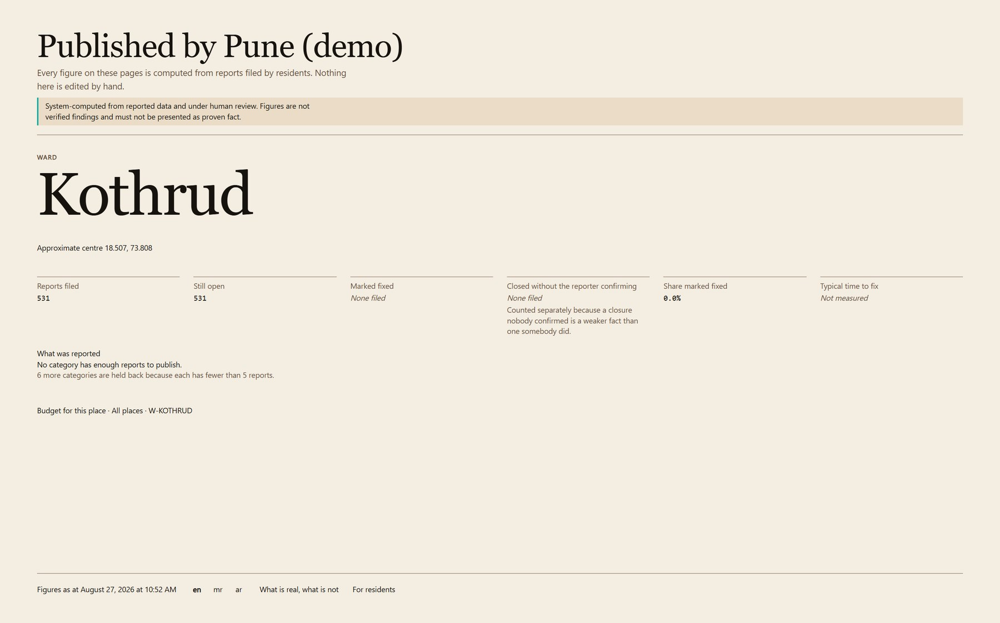 Published by Pune (demo)
Every figure on these pages is computed from reports filed by residents. Nothing
here is edited by hand.
System-computed from reported data and under human review. Figures are not
verified findings and must not be presented as proven fact.
WARD
Kothrud
Approximate centre 18.507, 73.808
Reports filed
531
Still open
531
Marked fixed
None filed
Closed without the reporter confirming
None filed
Counted separately because a closure
nobody confirmed is a weaker fact than
one somebody did.
Share marked fixed
0.0%
Typical time to fix
Not measured
What was reported
No category has enough reports to publish.
6 more categories are held back because each has fewer than 5 reports.
Budget for this place · All places · W-KOTHRUD
Figures as at August 27, 2026 at 10:52 AM en mr ar What is real, what is not For residents